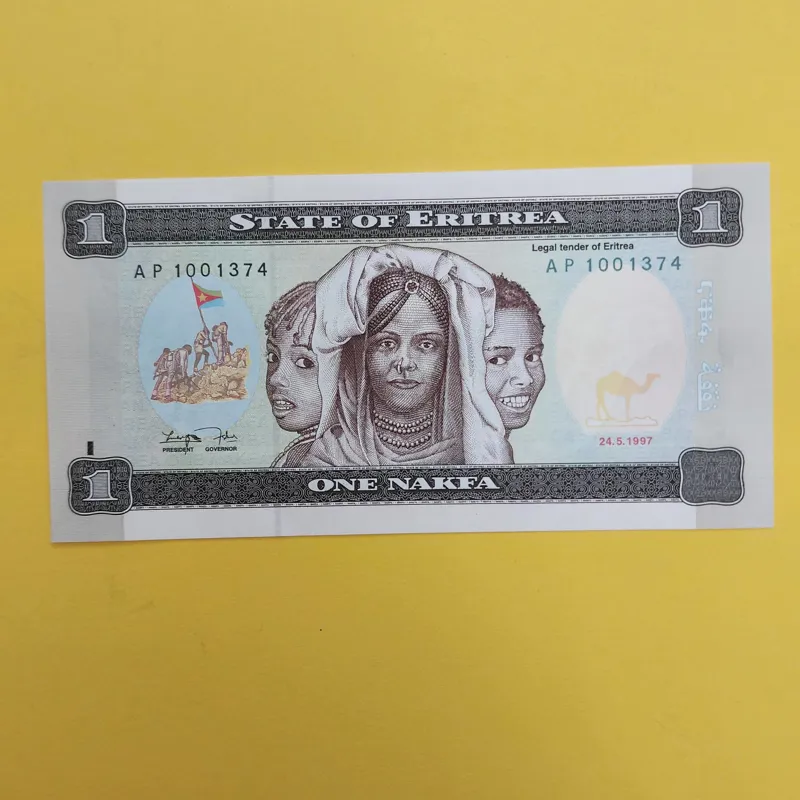 1 STATE OF ERITREA 1
Legal tender of Eritrea
AP 1001374 AP 1001374
24.5.1997
PRESIDENT GOVERNOR
1 ONE NAKFA